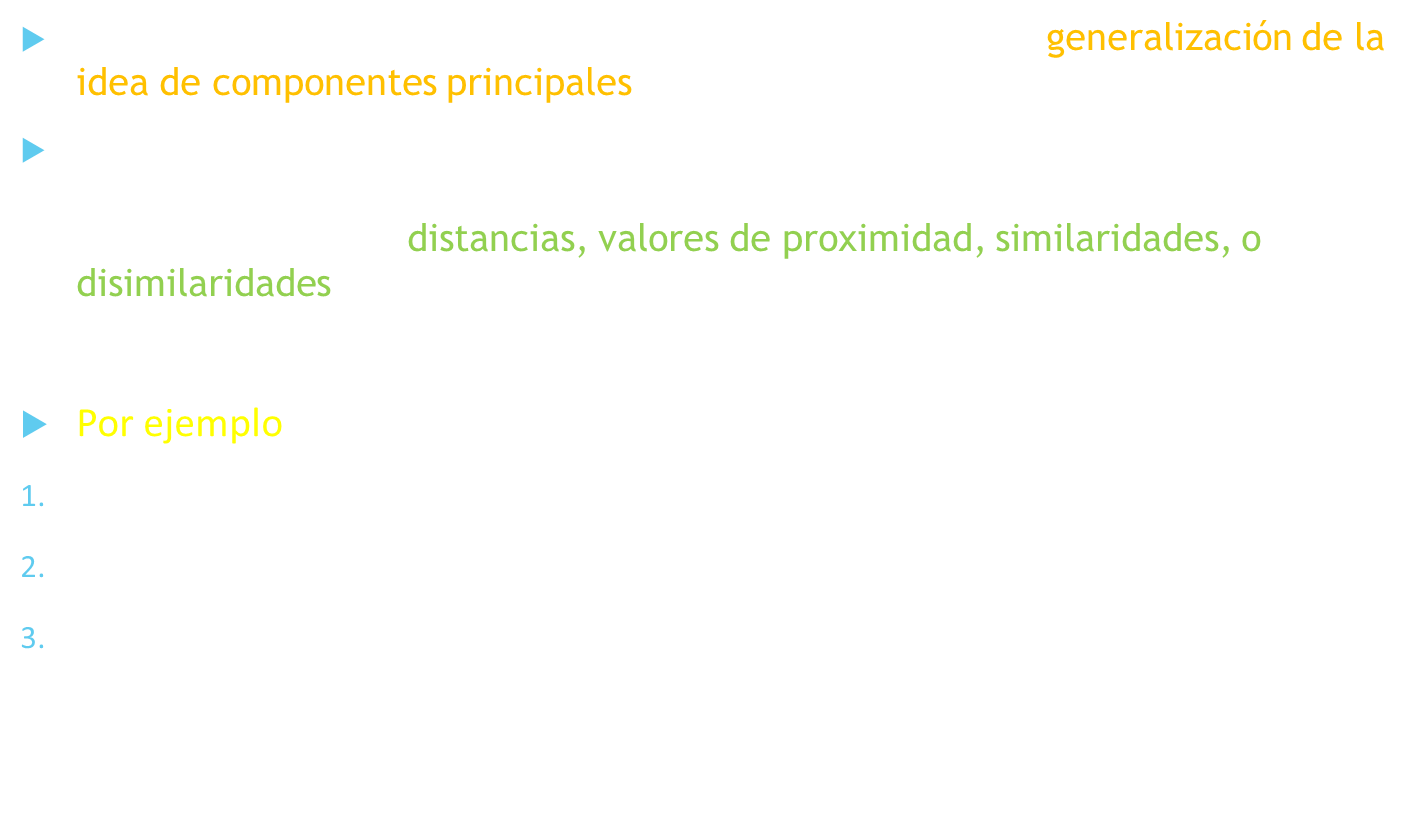 generalización de la
idea de componentes principales
distancias, valores de proximidad, similaridades, o
disimilaridades
Por ejemplo
1.
2.
3.